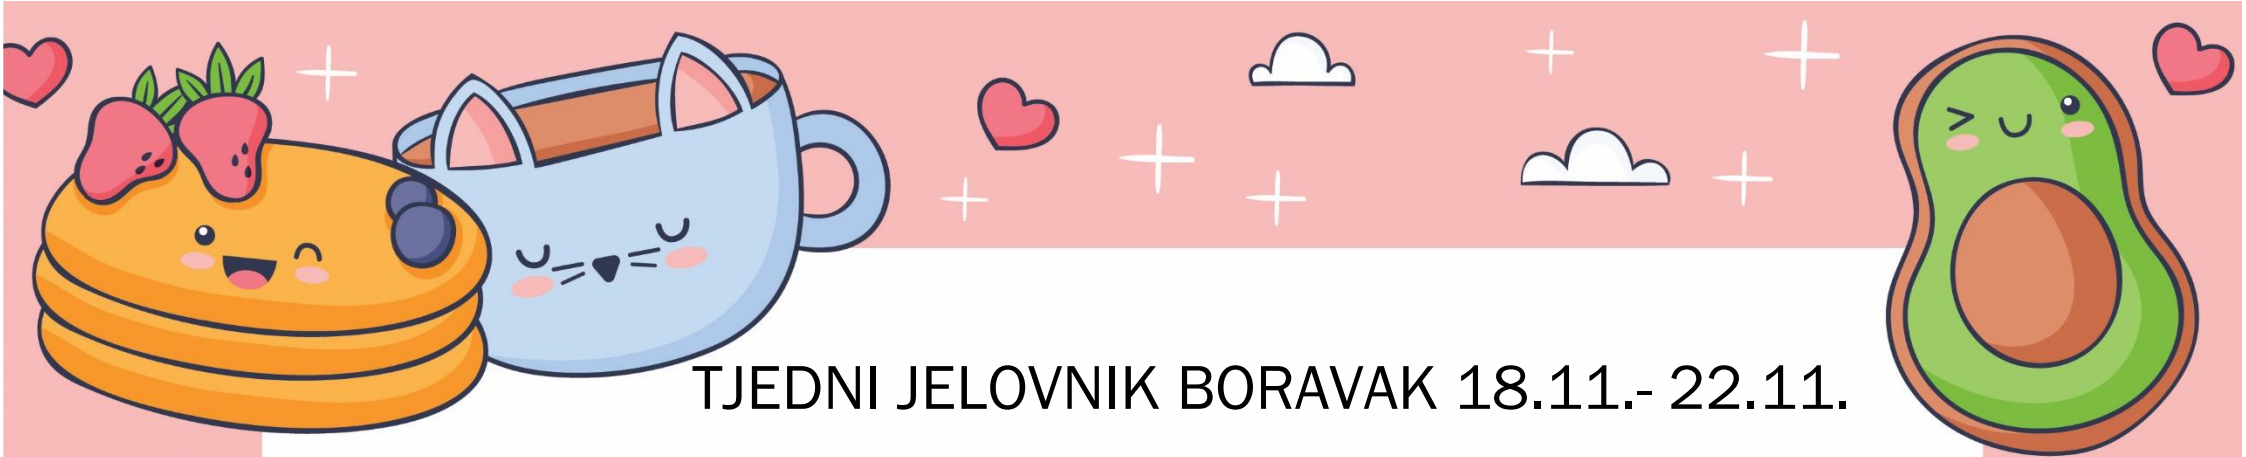 TJEDNI JELOVNIK BORAVAK 18.11.- 22.11.